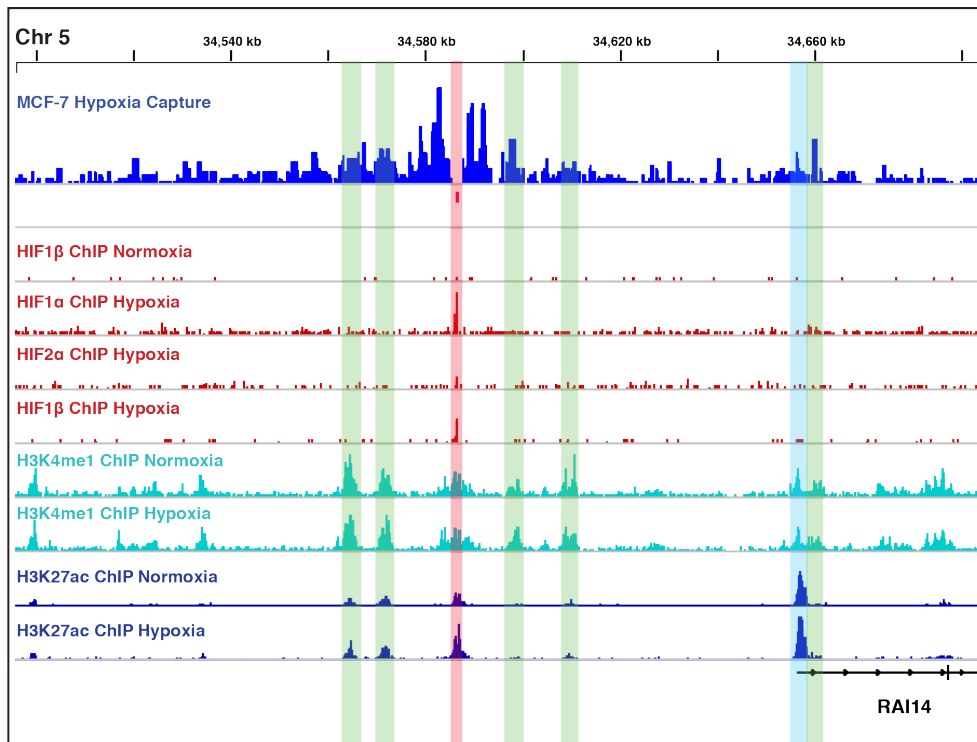 Chr 5
34,540 kb 34,580 kb 34,620 kb 34,660 kb
MCF-7 Hypoxia Capture
HIF1β ChIP Normoxia
HIF1α ChIP Hypoxia
HIF2α ChIP Hypoxia
HIF1β ChIP Hypoxia
H3K4me1 ChIP Normoxia
H3K4me1 ChIP Hypoxia
H3K27ac ChIP Normoxia
H3K27ac ChIP Hypoxia
RAI14